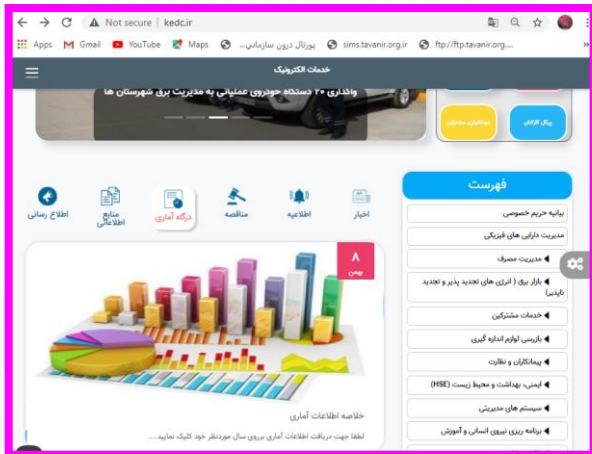 Not secure | kedc.ir
Apps Gmail YouTube Maps پورتال درون سازمانی... sims.tavanir.org.ir ftp://ftp.tavanir.org....
خدمات الکترونیک
واگذاری ۲۰ دستگاه خودروی عملیاتی به مدیریت برق شهرستان ها
پرتال کارکنان
فهرست
بیانیه حریم خصوصی
مدیریت دارایی های فیزیکی
مدیریت مصرف
بازار برق ( انرژی های تجدید پذیر و تجدید
ناپذیر)
خدمات مشترکین
بازرسی لوازم اندازه گیری
پیمانکاران و نظارت
ایمنی، بهداشت و محیط زیست (HSE)
سیستم های مدیریتی
برنامه ریزی نیروی انسانی و آموزش
اخبار
اطلاعیه
مناقصه
درگاه آماری
منابع
اطلاعاتی
اطلاع رسانی
۸
بهمن
خلاصه اطلاعات آماری
لطفا جهت دریافت اطلاعات آماری برروی سال موردنظر خود کلیک نمایید....